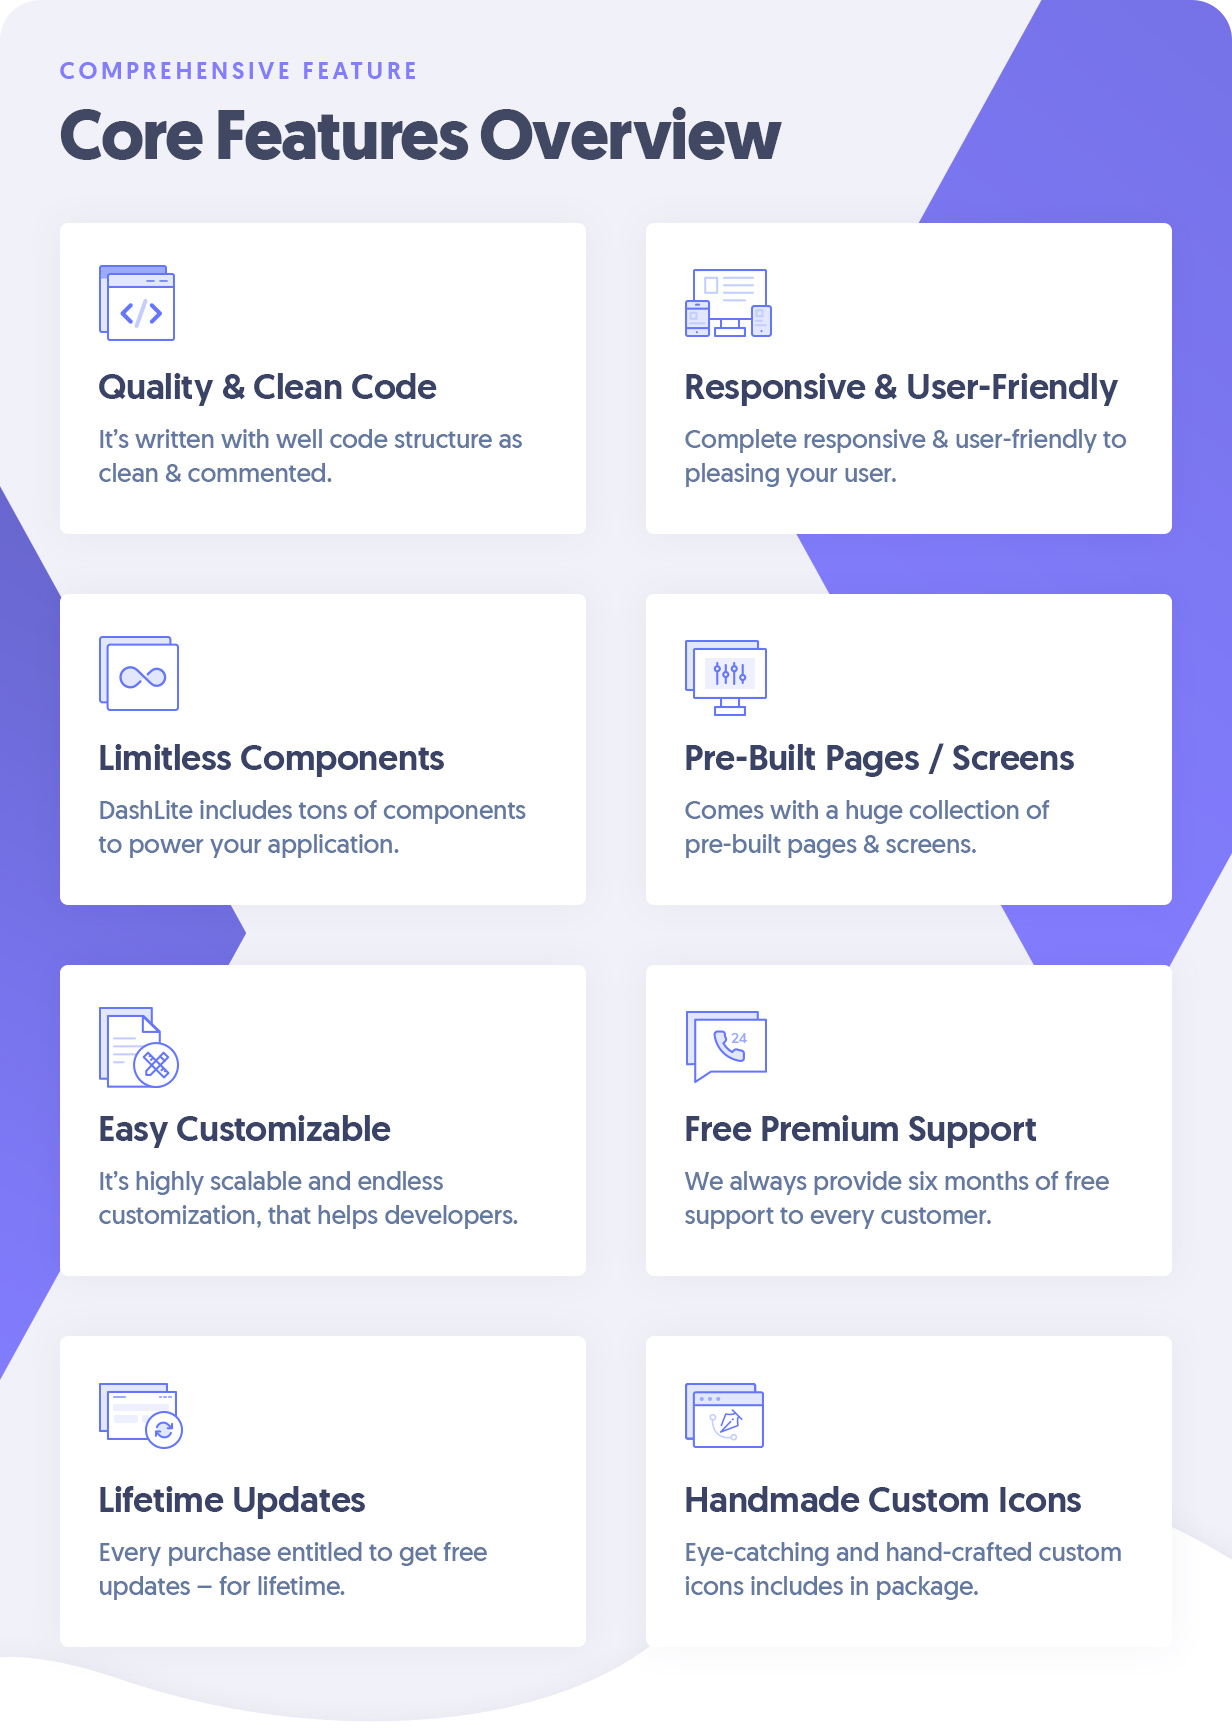 COMPREHENSIVE FEATURE
Core Features Overview
Quality & Clean Code
It's written with well code structure as
clean & commented.
Responsive & User-Friendly
Complete responsive & user-friendly to
pleasing your user.
Limitless Components
DashLite includes tons of components
to power your application.
Pre-Built Pages / Screens
Comes with a huge collection of
pre-built pages & screens.
Easy Customizable
It's highly scalable and endless
customization, that helps developers.
24
Free Premium Support
We always provide six months of free
support to every customer.
Lifetime Updates
Every purchase entitled to get free
updates – for lifetime.
Handmade Custom Icons
Eye-catching and hand-crafted custom
icons includes in package.